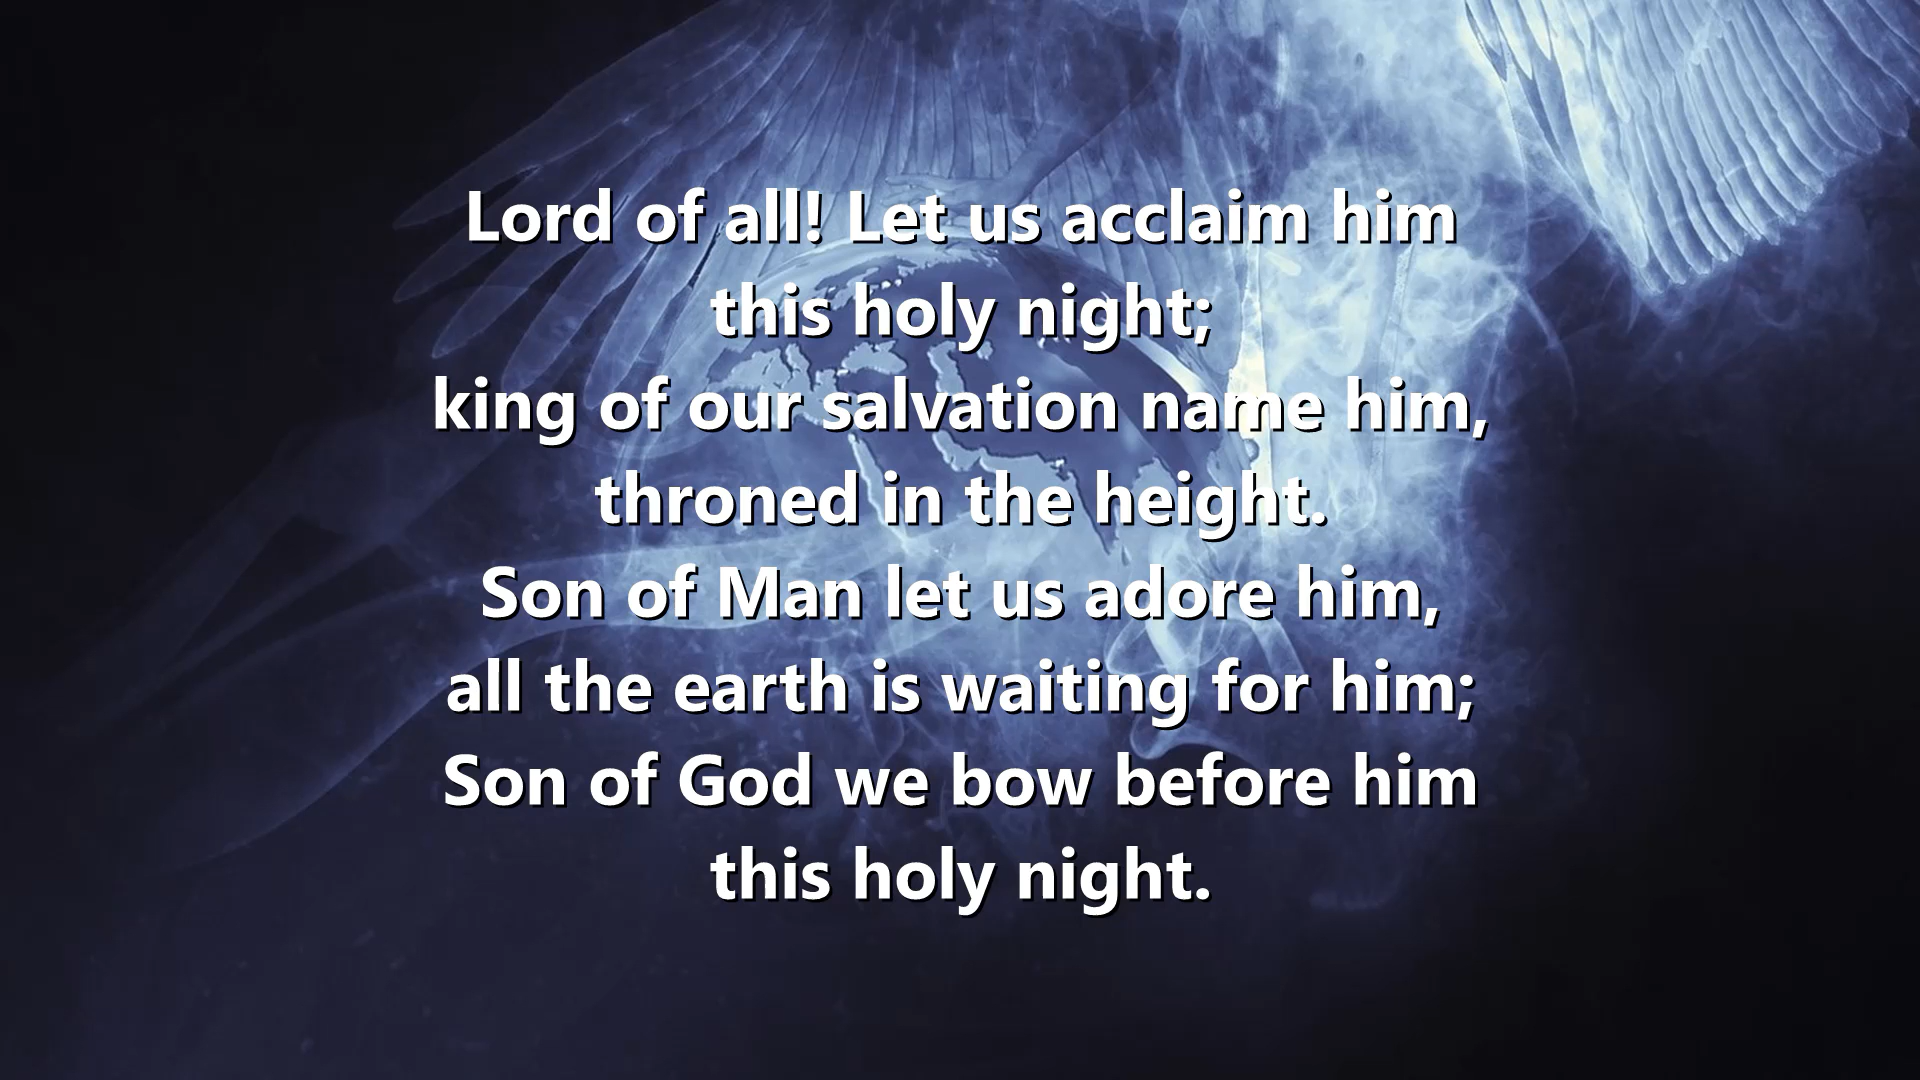 Lord of all! Let us acclaim him
this holy night;
king of our salvation name him,
throned in the height.
Son of Man let us adore him,
all the earth is waiting for him;
Son of God we bow before him
this holy night.